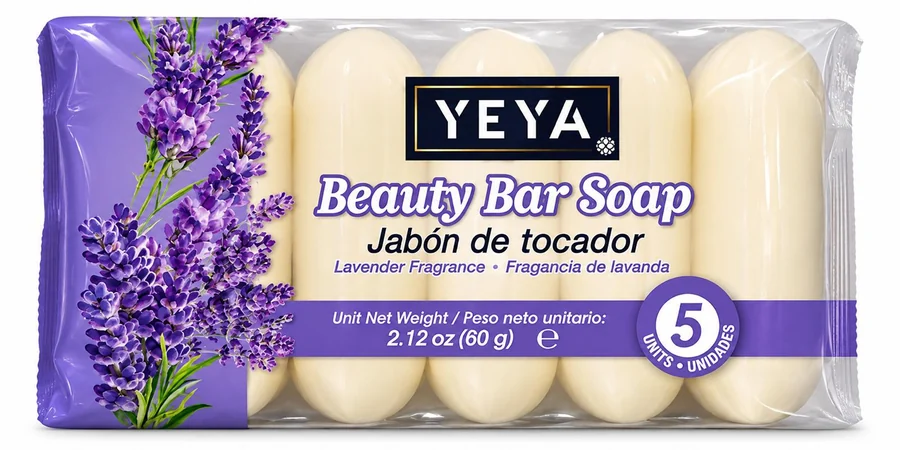 YEYA
Beauty Bar Soap
Jabón de tocador
Lavender Fragrance • Fragancia de lavanda
Unit Net Weight / Peso neto unitario:
2.12 oz (60 g) ℮
5
UNITS • UNIDADES